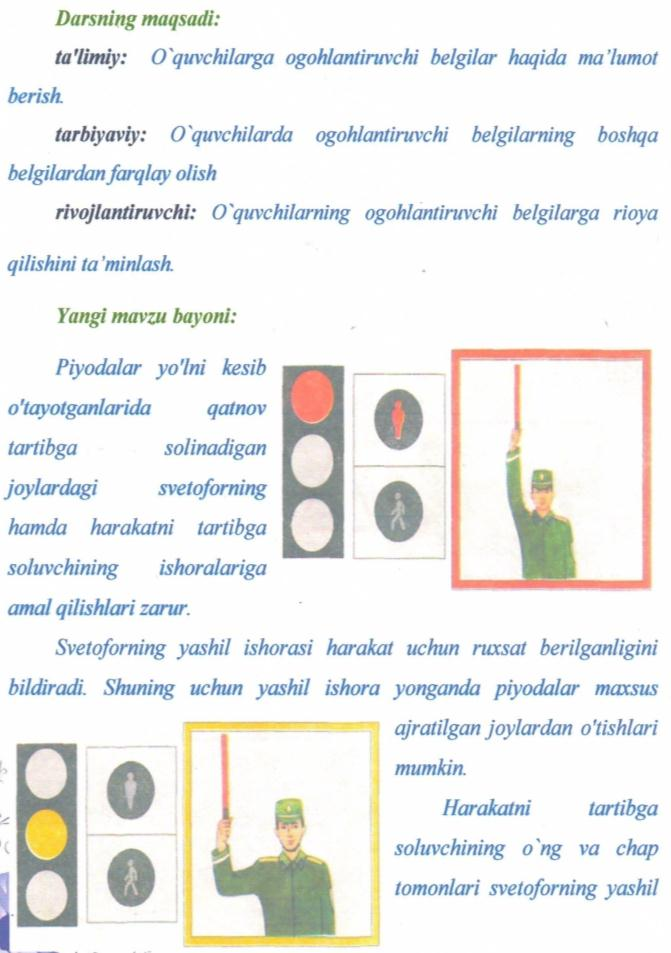 Darsning maqsadi:
ta'limiy: O`quvchilarga ogohlantiruvchi belgilar haqida ma’lumot
berish.
tarbiyaviy: O`quvchilarda ogohlantiruvchi belgilarning boshqa
belgilardan farqlay olish
rivojlantiruvchi: O`quvchilarning ogohlantiruvchi belgilarga rioya
qilishini ta’minlash.
Yangi mavzu bayoni:
Piyodalar yo'lni kesib
o'tayotganlarida qatnov
tartibga solinadigan
joylardagi svetoforning
hamda harakatni tartibga
soluvchining ishoralariga
amal qilishlari zarur.
Svetoforning yashil ishorasi harakat uchun ruxsat berilganligini
bildiradi. Shuning uchun yashil ishora yonganda piyodalar maxsus
ajratilgan joylardan o'tishlari
mumkin.
Harakatni tartibga
soluvchining o`ng va chap
tomonlari svetoforning yashil